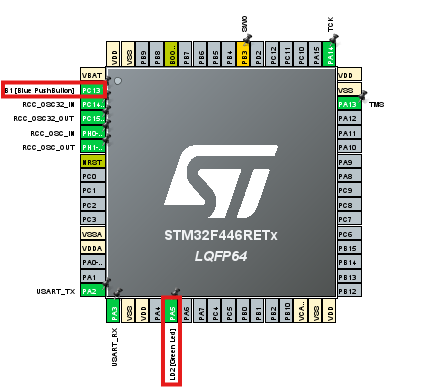 SWO
TCK
VDD
VSS
PB9
PB8
BOO..
PB7
PB6
PB5
PB4
PB3
PD2
PC12
PC11
PC10
PA15
PA14
VBAT
B1 [Blue PushButton] PC13
RCC_OSC32_IN PC14..
RCC_OSC32_OUT PC15..
RCC_OSC_IN PH0-..
RCC_OSC_OUT PH1-..
NRST
PC0
PC1
PC2
PC3
VSSA
VDDA
PA0-..
PA1
USART_TX PA2
VDD
VSS
PA13 TMS
PA12
PA11
PA10
PA9
PA8
PC9
PC8
PC7
PC6
PB15
PB14
PB13
PB12
ST
STM32F446RETx
LQFP64
PA3
VSS
VDD
PA4
PA5
PA6
PA7
PC4
PC5
PB0
PB1
PB2
PB10
VCA..
VSS
VDD
USART_RX
LD2 [Green Led]